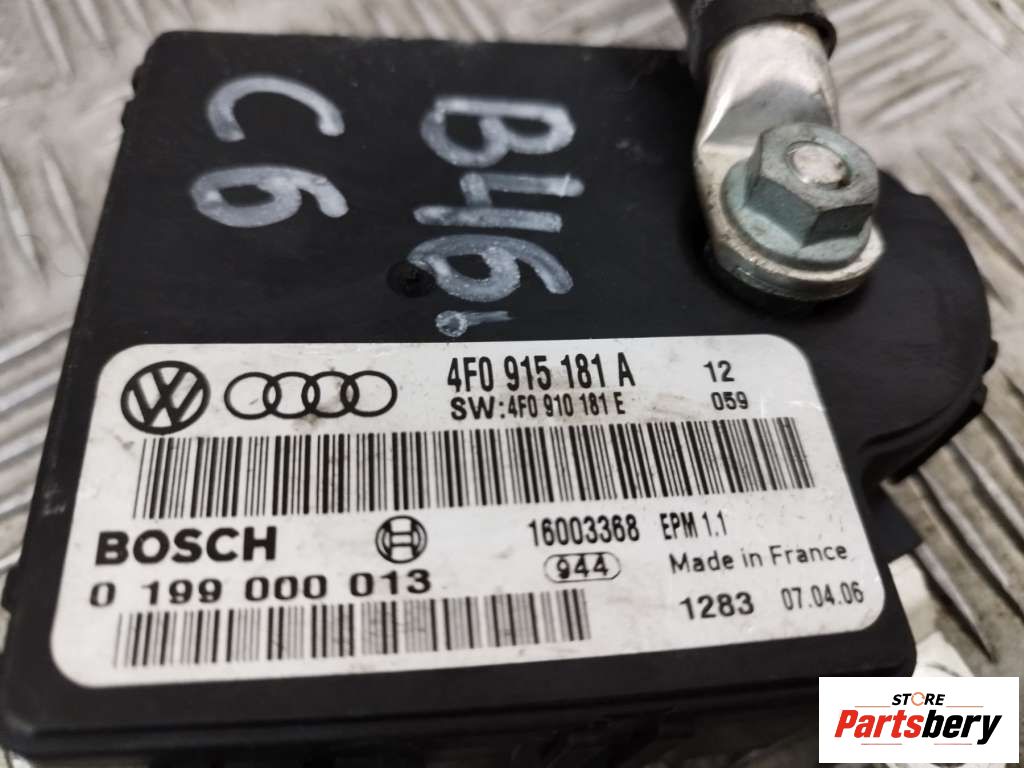 C6
B416.
4F0 915 181 A 12
SW:4F0 910 181 E 059
BOSCH 16003368 EPM 1.1
944 Made in France
0 199 000 013
1283 07.04.06
STORE
Partsbery